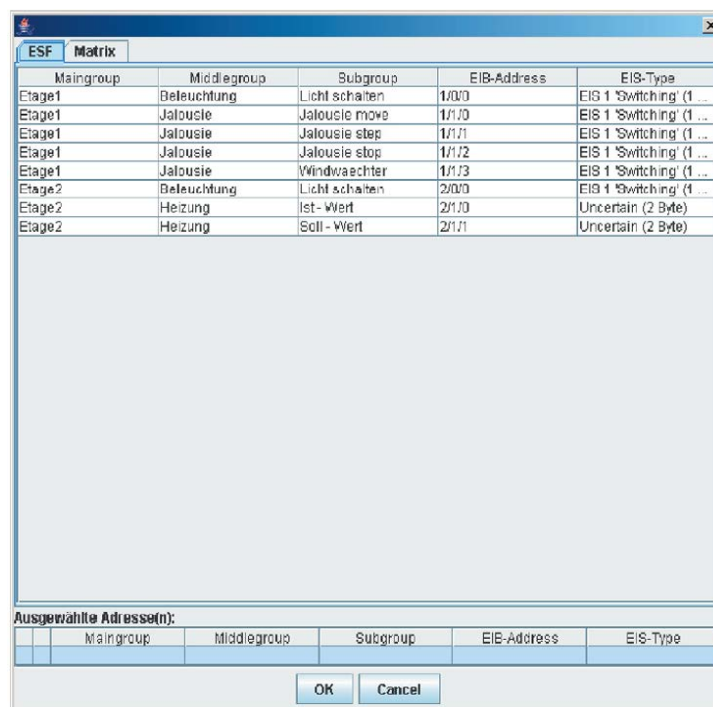 ESF Matrix
Maingroup Middlegroup Subgroup EIB-Address EIS-Type
Etage1 Beleuchtung Licht schalten 1/0/0 EIS 1 'Switching' (1 ...
Etage1 Jalousie Jalousie move 1/1/0 EIS 1 'Switching' (1 ...
Etage1 Jalousie Jalousie step 1/1/1 EIS 1 'Switching' (1 ...
Etage1 Jalousie Jalousie stop 1/1/2 EIS 1 'Switching' (1 ...
Etage1 Jalousie Windwaechter 1/1/3 EIS 1 'Switching' (1 ...
Etage2 Beleuchtung Licht schalten 2/0/0 EIS 1 'Switching' (1 ...
Etage2 Heizung Ist - Wert 2/1/0 Uncertain (2 Byte)
Etage2 Heizung Soll - Wert 2/1/1 Uncertain (2 Byte)
Ausgewählte Adresse(n):
Maingroup Middlegroup Subgroup EIB-Address EIS-Type
OK Cancel